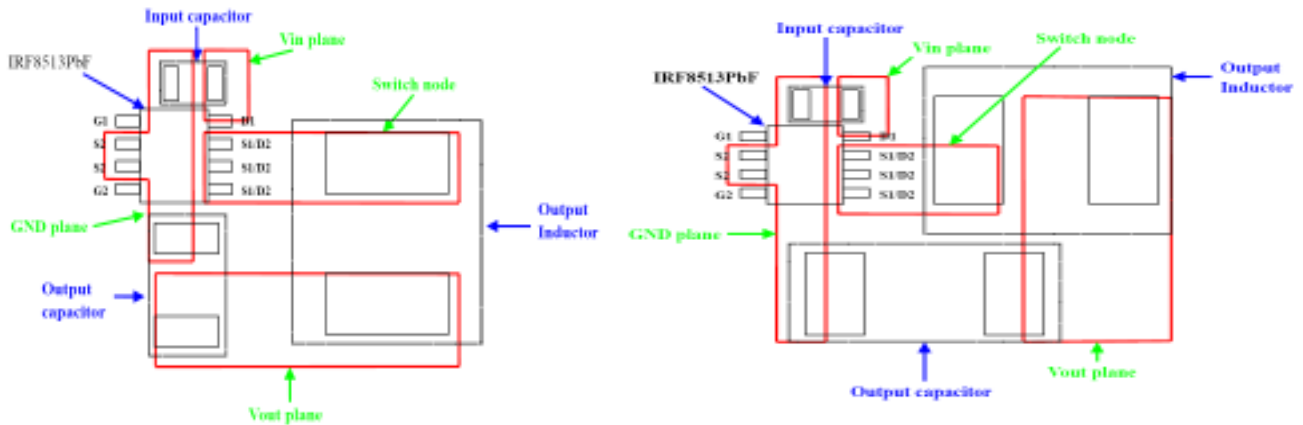 Input capacitor
Vin plane
IRF8513PbF
Switch node
G1
D1
S2
S1/D2
S2
S1/D2
G2
S1/D2
GND plane
Output
Inductor
Output
capacitor
Vout plane
Input capacitor
Vin plane
Switch node
IRF8513PbF
Output
Inductor
G1
D1
S2
S1/D2
S2
S1/D2
G2
S1/D2
GND plane
Vout plane
Output capacitor